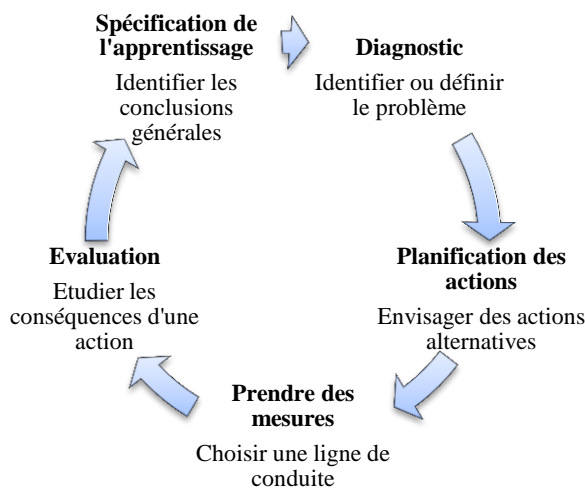 Spécification de
l'apprentissage
Identifier les
conclusions
générales
Diagnostic
Identifier ou définir
le problème
Planification des
actions
Envisager des actions
alternatives
Prendre des
mesures
Choisir une ligne de
conduite
Evaluation
Etudier les
conséquences d'une
action